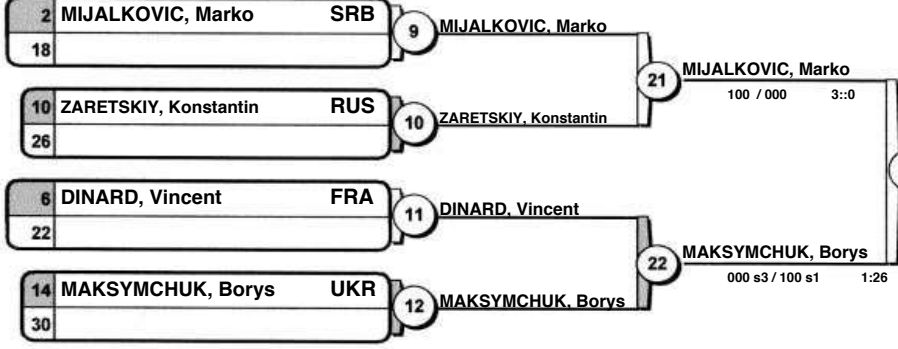 2 MIJALKOVIC, Marko SRB
18
9
MIJALKOVIC, Marko
10 ZARETSKIY, Konstantin RUS
26
10
ZARETSKIY, Konstantin
21
MIJALKOVIC, Marko
100 / 000 3::0
6 DINARD, Vincent FRA
22
11
DINARD, Vincent
14 MAKSYMCHUK, Borys UKR
30
12
MAKSYMCHUK, Borys
22
MAKSYMCHUK, Borys
000 s3 / 100 s1 1:26